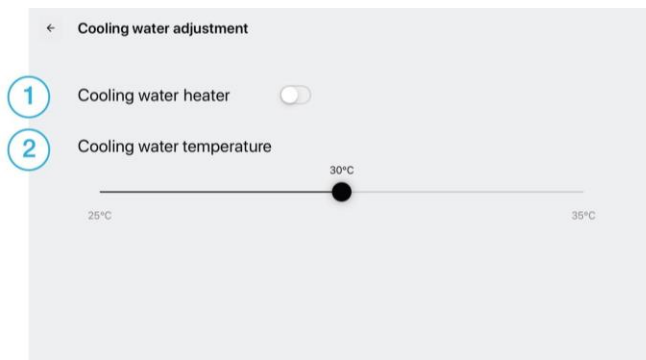 Cooling water adjustment
1 Cooling water heater
2 Cooling water temperature
30°C
25°C 35°C